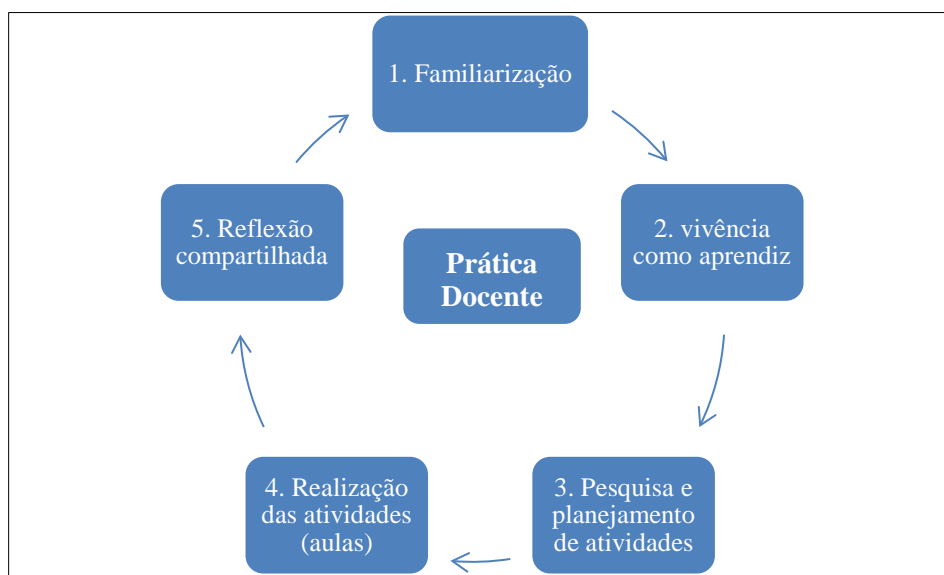 1. Familiarização
2. vivência
como aprendiz
3. Pesquisa e
planejamento
de atividades
4. Realização
das atividades
(aulas)
5. Reflexão
compartilhada
Prática
Docente